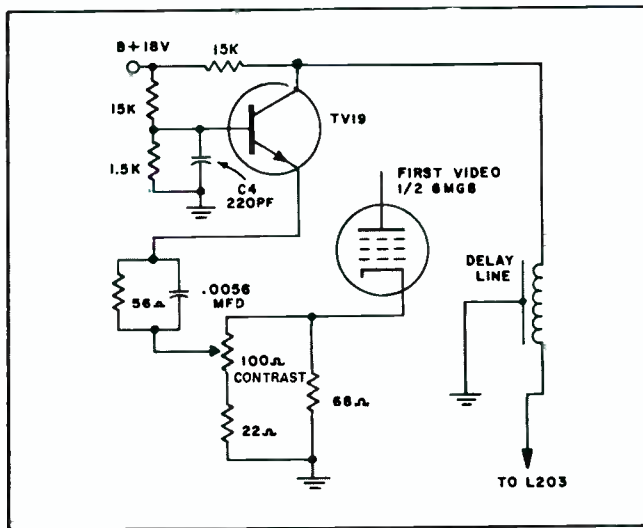 B+18V
15K
15K
TV19
1.5K
C4
220PF
FIRST VIDEO
1/2 6MG8
DELAY
LINE
56Ω
.0056
MFD
100Ω
CONTRAST
68Ω
22Ω
TO L203